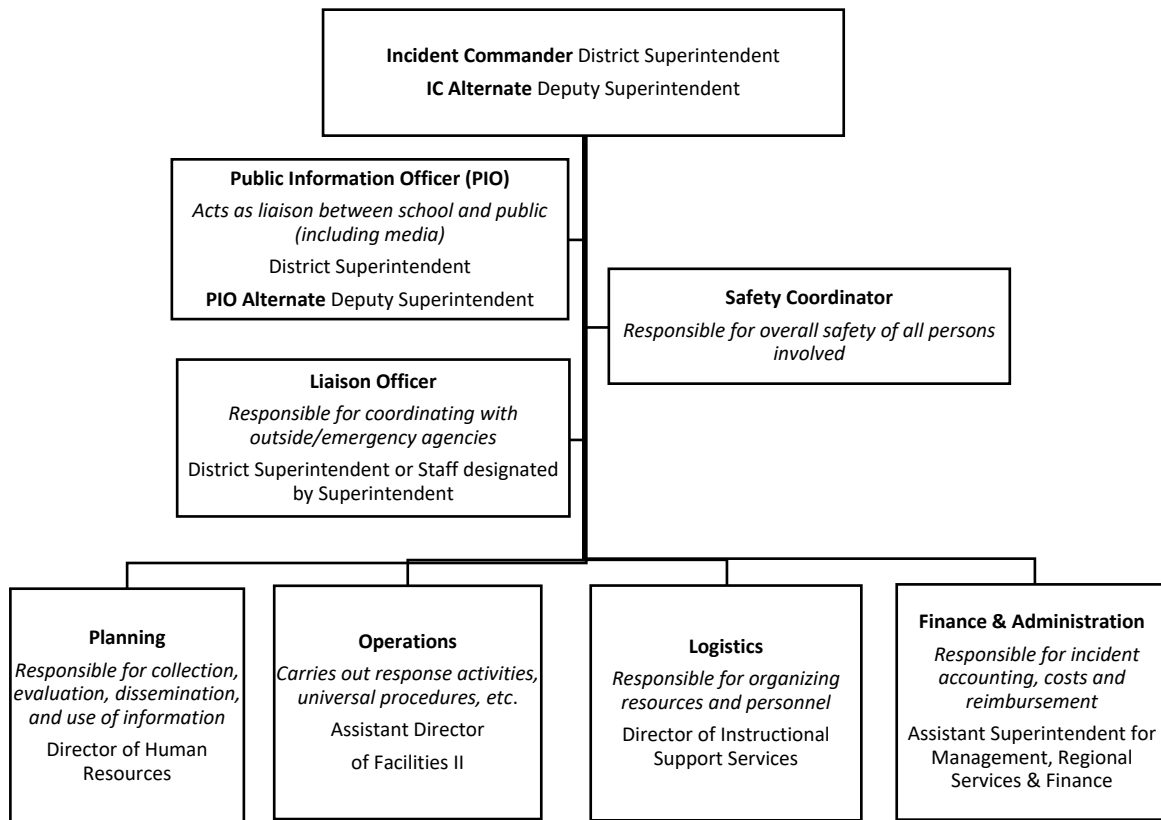 Incident Commander District Superintendent
IC Alternate Deputy Superintendent
Public Information Officer (PIO)
Acts as liaison between school and public
(including media)
District Superintendent
PIO Alternate Deputy Superintendent
Safety Coordinator
Responsible for overall safety of all persons
involved
Liaison Officer
Responsible for coordinating with
outside/emergency agencies
District Superintendent or Staff designated
by Superintendent
Planning
Responsible for collection,
evaluation, dissemination,
and use of information
Director of Human
Resources
Operations
Carries out response activities,
universal procedures, etc.
Assistant Director
of Facilities II
Logistics
Responsible for organizing
resources and personnel
Director of Instructional
Support Services
Finance & Administration
Responsible for incident
accounting, costs and
reimbursement
Assistant Superintendent for
Management, Regional
Services & Finance